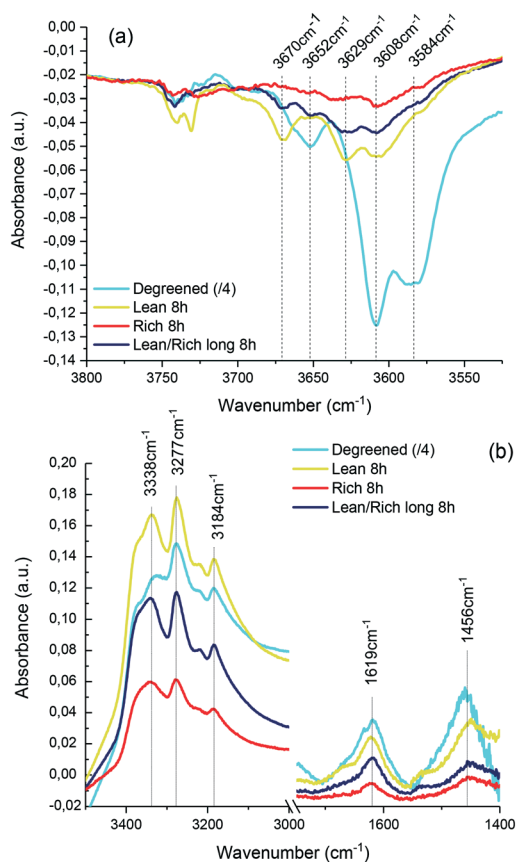 (a)
3670cm-1
3652cm-1
3629cm-1
3608cm-1
3584cm-1
0,00
-0,01
-0,02
-0,03
-0,04
-0,05
-0,06
-0,07
-0,08
-0,09
-0,10
-0,11
-0,12
-0,13
-0,14
Absorbance (a.u.)
Degreened (/4)
Lean 8h
Rich 8h
Lean/Rich long 8h
3800 3750 3700 3650 3600 3550
Wavenumber (cm-1)
(b)
Degreened (/4)
Lean 8h
Rich 8h
Lean/Rich long 8h
3338cm-1
3277cm-1
3184cm-1
1619cm-1
1456cm-1
0,20
0,18
0,16
0,14
0,12
0,10
0,08
0,06
0,04
0,02
0,00
-0,02
Absorbance (a.u.)
3400 3200 3000 1600 1400
Wavenumber (cm-1)